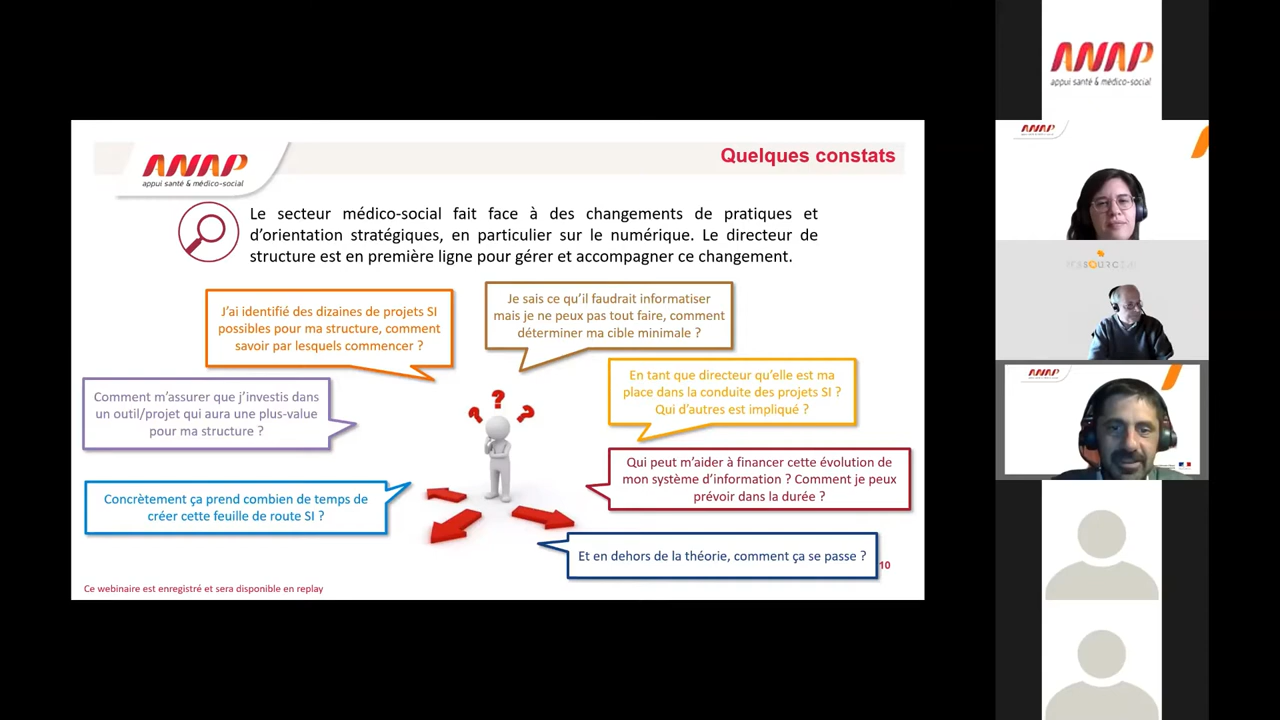 ANAP
appui santé & médico-social
Quelques constats
Le secteur médico-social fait face à des changements de pratiques et
d'orientation stratégiques, en particulier sur le numérique. Le directeur de
structure est en première ligne pour gérer et accompagner ce changement.
J'ai identifié des dizaines de projets SI
possibles pour ma structure, comment
savoir par lesquels commencer ?
Je sais ce qu'il faudrait informatiser
mais je ne peux pas tout faire, comment
déterminer ma cible minimale ?
Comment m'assurer que j'investis dans
un outil/projet qui aura une plus-value
pour ma structure ?
En tant que directeur qu'elle est ma
place dans la conduite des projets SI ?
Qui d'autres est impliqué ?
Concrètement ça prend combien de temps de
créer cette feuille de route SI ?
Qui peut m'aider à financer cette évolution de
mon système d'information ? Comment je peux
prévoir dans la durée ?
Et en dehors de la théorie, comment ça se passe ?
10
Ce webinaire est enregistré et sera disponible en replay
ANAP
appui santé & médico-social
ANAP
ANAP